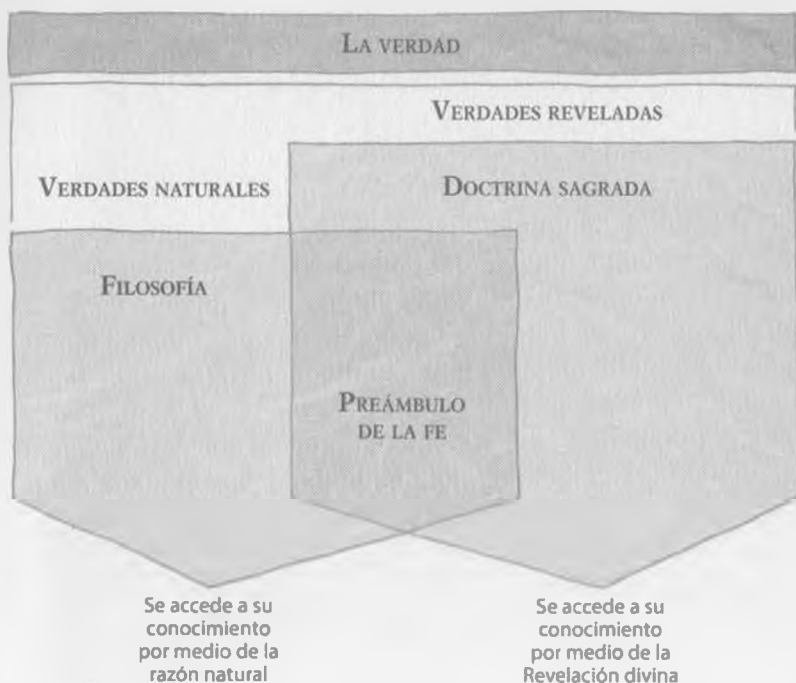 LA VERDAD
VERDADES REVELADAS
VERDADES NATURALES
DOCTRINA SAGRADA
FILOSOFÍA
PREÁMBULO
DE LA FE
Se accede a su
conocimiento
por medio de la
razón natural
Se accede a su
conocimiento
por medio de la
Revelación divina